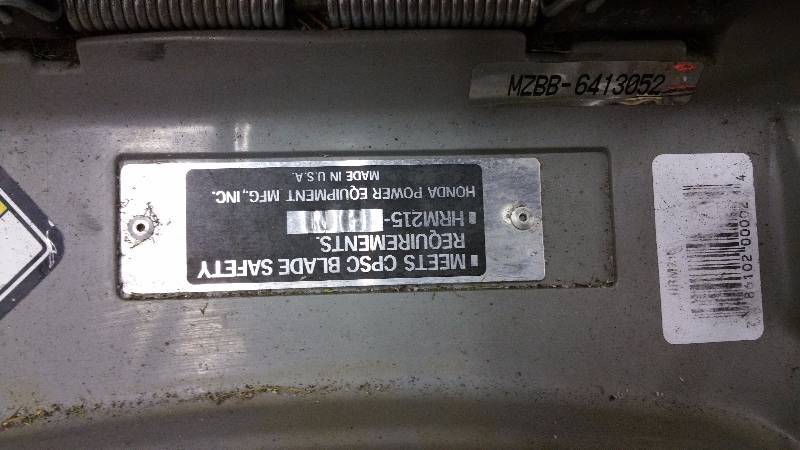 MZBB-6413052
■ MEETS CPSC BLADE SAFETY
REQUIREMENTS.
■ HRM215-
HONDA POWER EQUIPMENT MFG., INC.
MADE IN U.S.A.